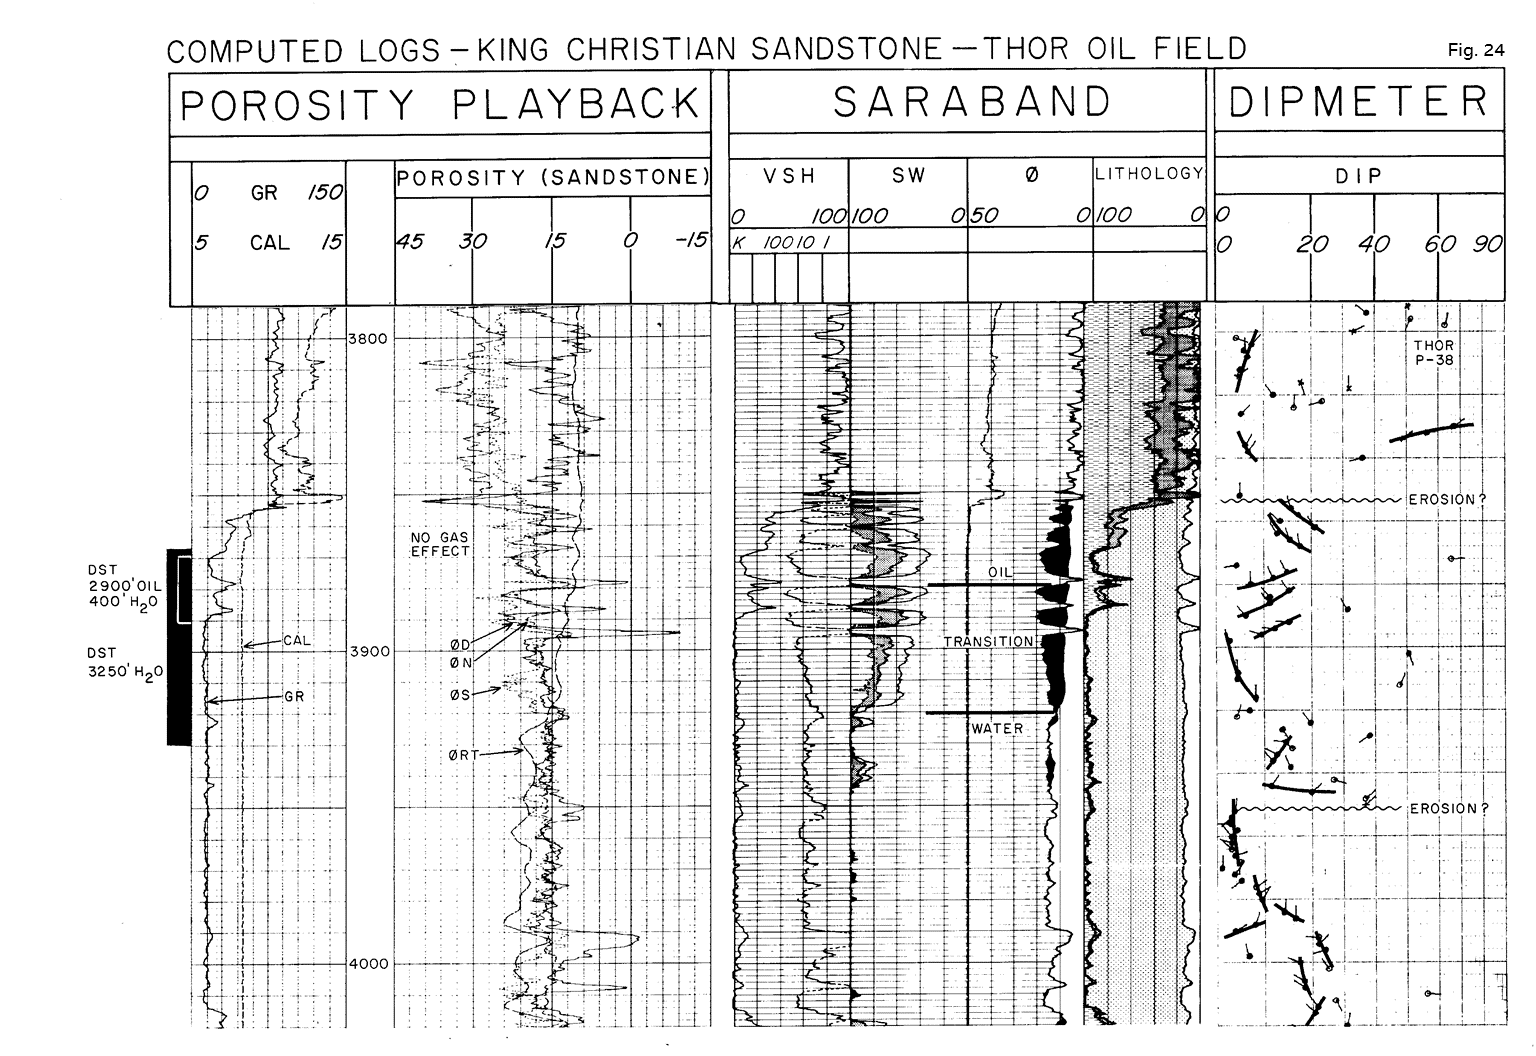 COMPUTED LOGS – KING CHRISTIAN SANDSTONE – THOR OIL FIELD
Fig. 24
POROSITY PLAYBACK
SARABAND
DIPMETER
0 GR 150
5 CAL 15
POROSITY (SANDSTONE)
45 30 15 0 -15
VSH
SW
Ø
LITHOLOGY
0 100
100 0
50 0
100 0
K 100 10 1
DIP
0
0 20 40 60 90
3800
3900
4000
NO GAS
EFFECT
DST
2900' OIL
400' H2O
DST
3250' H2O
CAL
GR
ØD
ØN
ØS
ØRT
OIL
TRANSITION
WATER
THOR
P-38
EROSION?
EROSION?